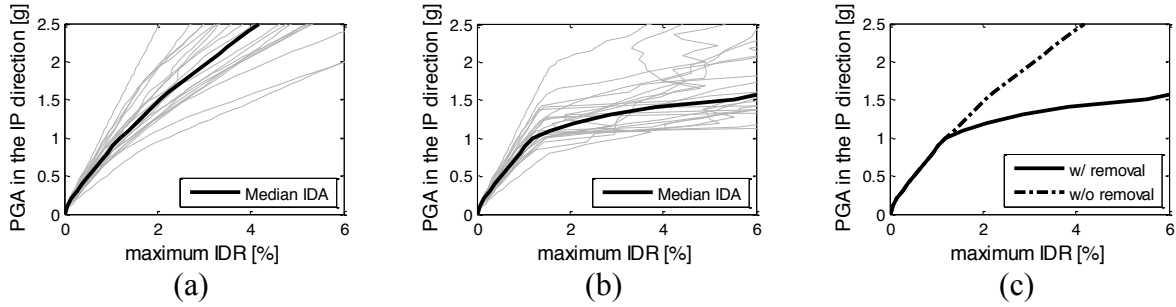 PGA in the IP direction [g]
2.5
2
1.5
1
0.5
0
0
2
4
6
Median IDA
maximum IDR [%]
(a)
PGA in the IP direction [g]
2.5
2
1.5
1
0.5
0
0
2
4
6
Median IDA
maximum IDR [%]
(b)
PGA in the IP direction [g]
2.5
2
1.5
1
0.5
0
0
2
4
6
w/ removal
w/o removal
maximum IDR [%]
(c)